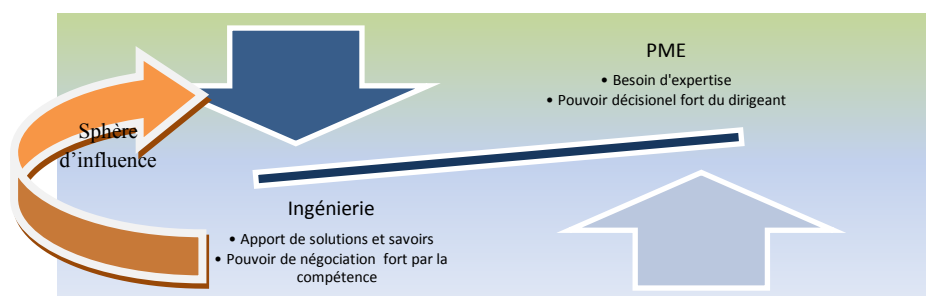 PME
• Besoin d'expertise
• Pouvoir décisionel fort du dirigeant
Sphère
d'influence
Ingénierie
• Apport de solutions et savoirs
• Pouvoir de négociation fort par la
compétence